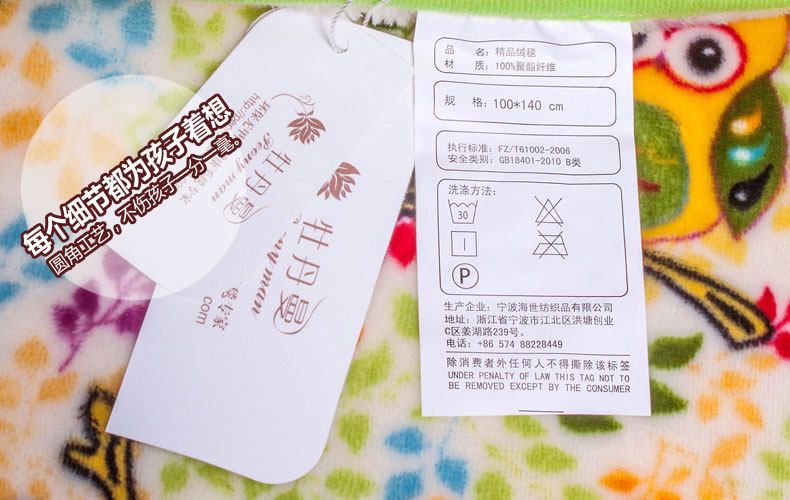 每个细节都为孩子着想
圆角工艺，不伤孩子一分一毫。
牡丹曼
Peony man
牡丹曼
Peony man
com
品 名：精品绒毯
材 质：100%聚酯纤维
规 格：100*140 cm
执行标准：FZ/T61002-2006
安全类别：GB18401-2010 B类
洗涤方法：
30
P
生产企业：宁波海世纺织品有限公司
地址：浙江省宁波市江北区洪塘创业
C区姜湖路239号。
电话：+86 574 88228449
除消费者外任何人不得撕除该标签
UNDER PENALTY OF LAW THIS TAG NOT TO
BE REMOVED EXCEPT BY THE CONSUMER